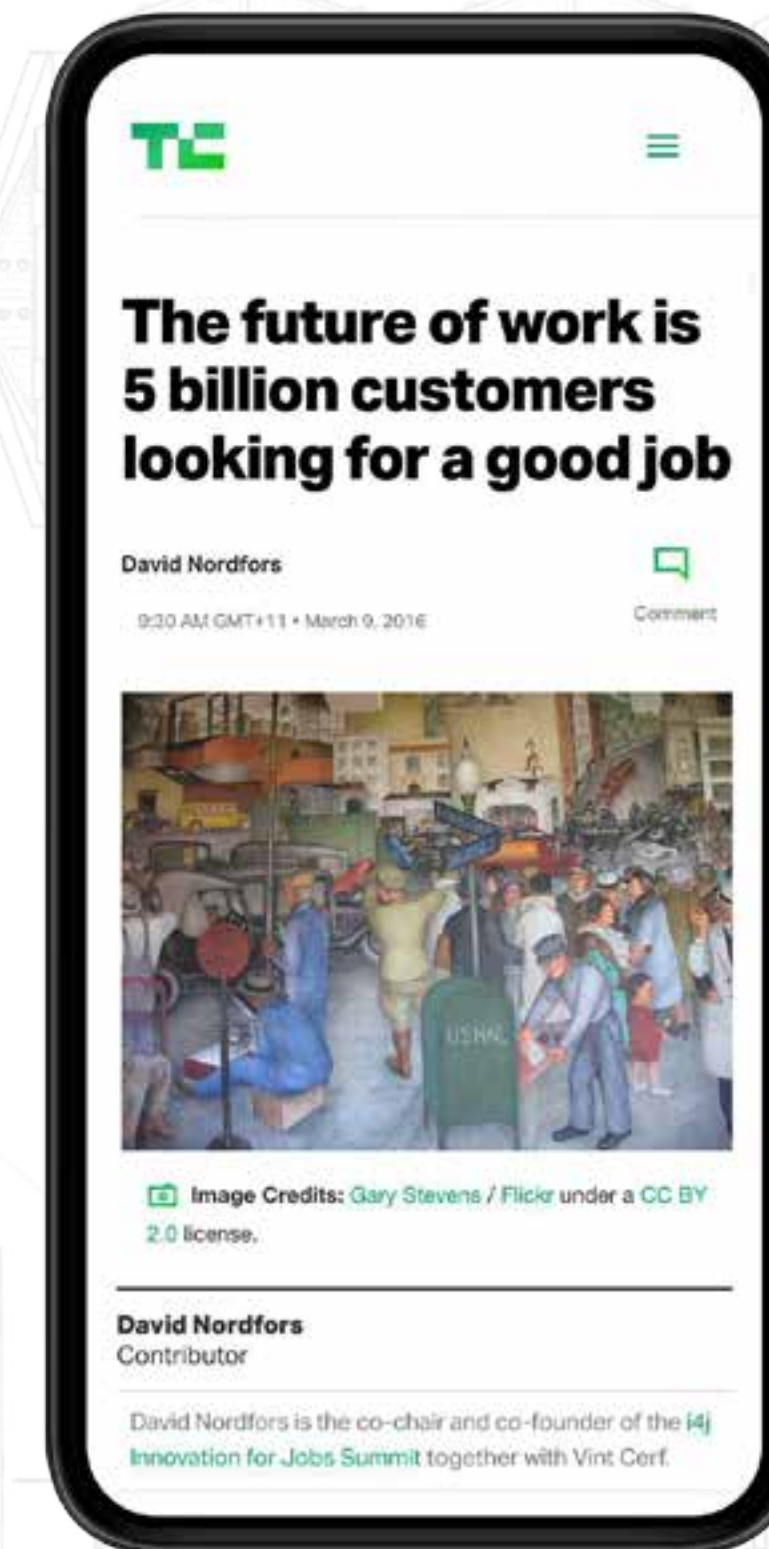 TC
The future of work is
5 billion customers
looking for a good job
David Nordfors
Comment
9:30 AM GMT+11 • March 9, 2016
U.S.MAIL
Image Credits: Gary Stevens / Flickr under a CC BY
2.0 license.
David Nordfors
Contributor
David Nordfors is the co-chair and co-founder of the i4j
Innovation for Jobs Summit together with Vint Cerf.